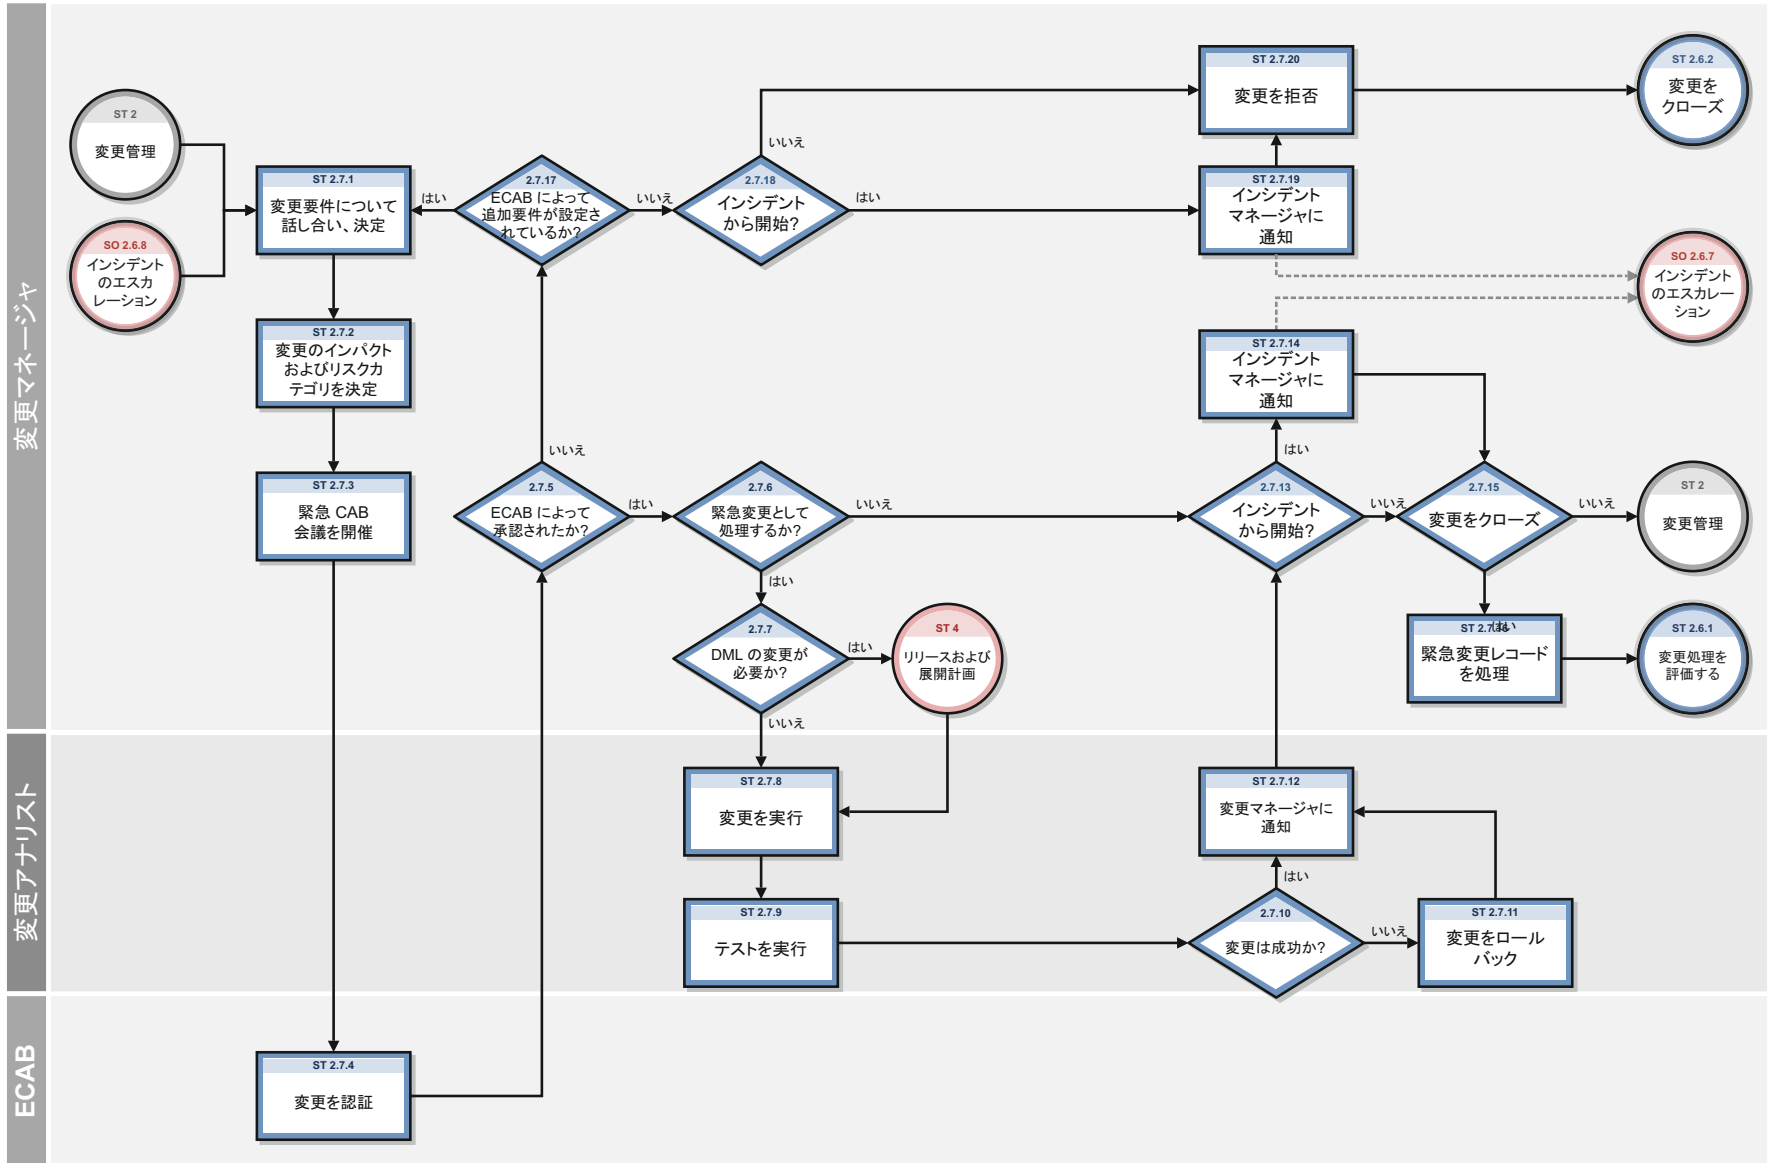 変更マネージャ
変更アナリスト
ECAB
ST 2
変更管理
SO 2.6.8
インシデント
のエスカ
レーション
ST 2.7.1
変更要件について
話し合い、決定
はい
2.7.17
ECAB によって
追加要件が設定さ
れているか?
いいえ
2.7.18
インシデント
から開始?
いいえ
はい
ST 2.7.20
変更を拒否
ST 2.6.2
変更を
クローズ
ST 2.7.19
インシデント
マネージャに
通知
SO 2.6.7
インシデント
のエスカレー
ション
ST 2.7.2
変更のインパクト
およびリスクカ
テゴリを決定
ST 2.7.14
インシデント
マネージャに
通知
ST 2.7.3
緊急 CAB
会議を開催
いいえ
2.7.5
ECAB によって
承認されたか?
はい
2.7.6
緊急変更として
処理するか?
いいえ
はい
はい
2.7.13
インシデント
から開始?
いいえ
2.7.15
変更をクローズ
いいえ
ST 2
変更管理
2.7.7
DML の変更が
必要か?
はい
いいえ
ST 4
リリースおよび
展開計画
ST 2.7.16
はい
緊急変更レコード
を処理
ST 2.6.1
変更処理を
評価する
ST 2.7.8
変更を実行
ST 2.7.12
変更マネージャに
通知
はい
ST 2.7.9
テストを実行
2.7.10
変更は成功か?
いいえ
ST 2.7.11
変更をロール
バック
ST 2.7.4
変更を認証